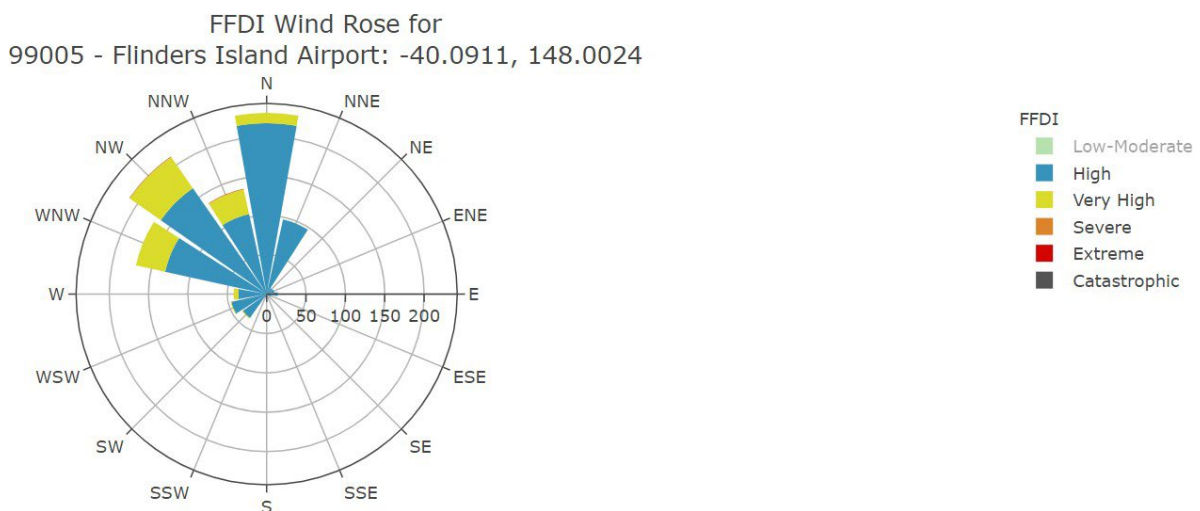 FFDI Wind Rose for
99005 - Flinders Island Airport: -40.0911, 148.0024
N
NNW
NNE
NW
NE
WNW
ENE
W
E
0 50 100 150 200
WSW
ESE
SW
SE
SSW
SSE
S
FFDI
Low-Moderate
High
Very High
Severe
Extreme
Catastrophic